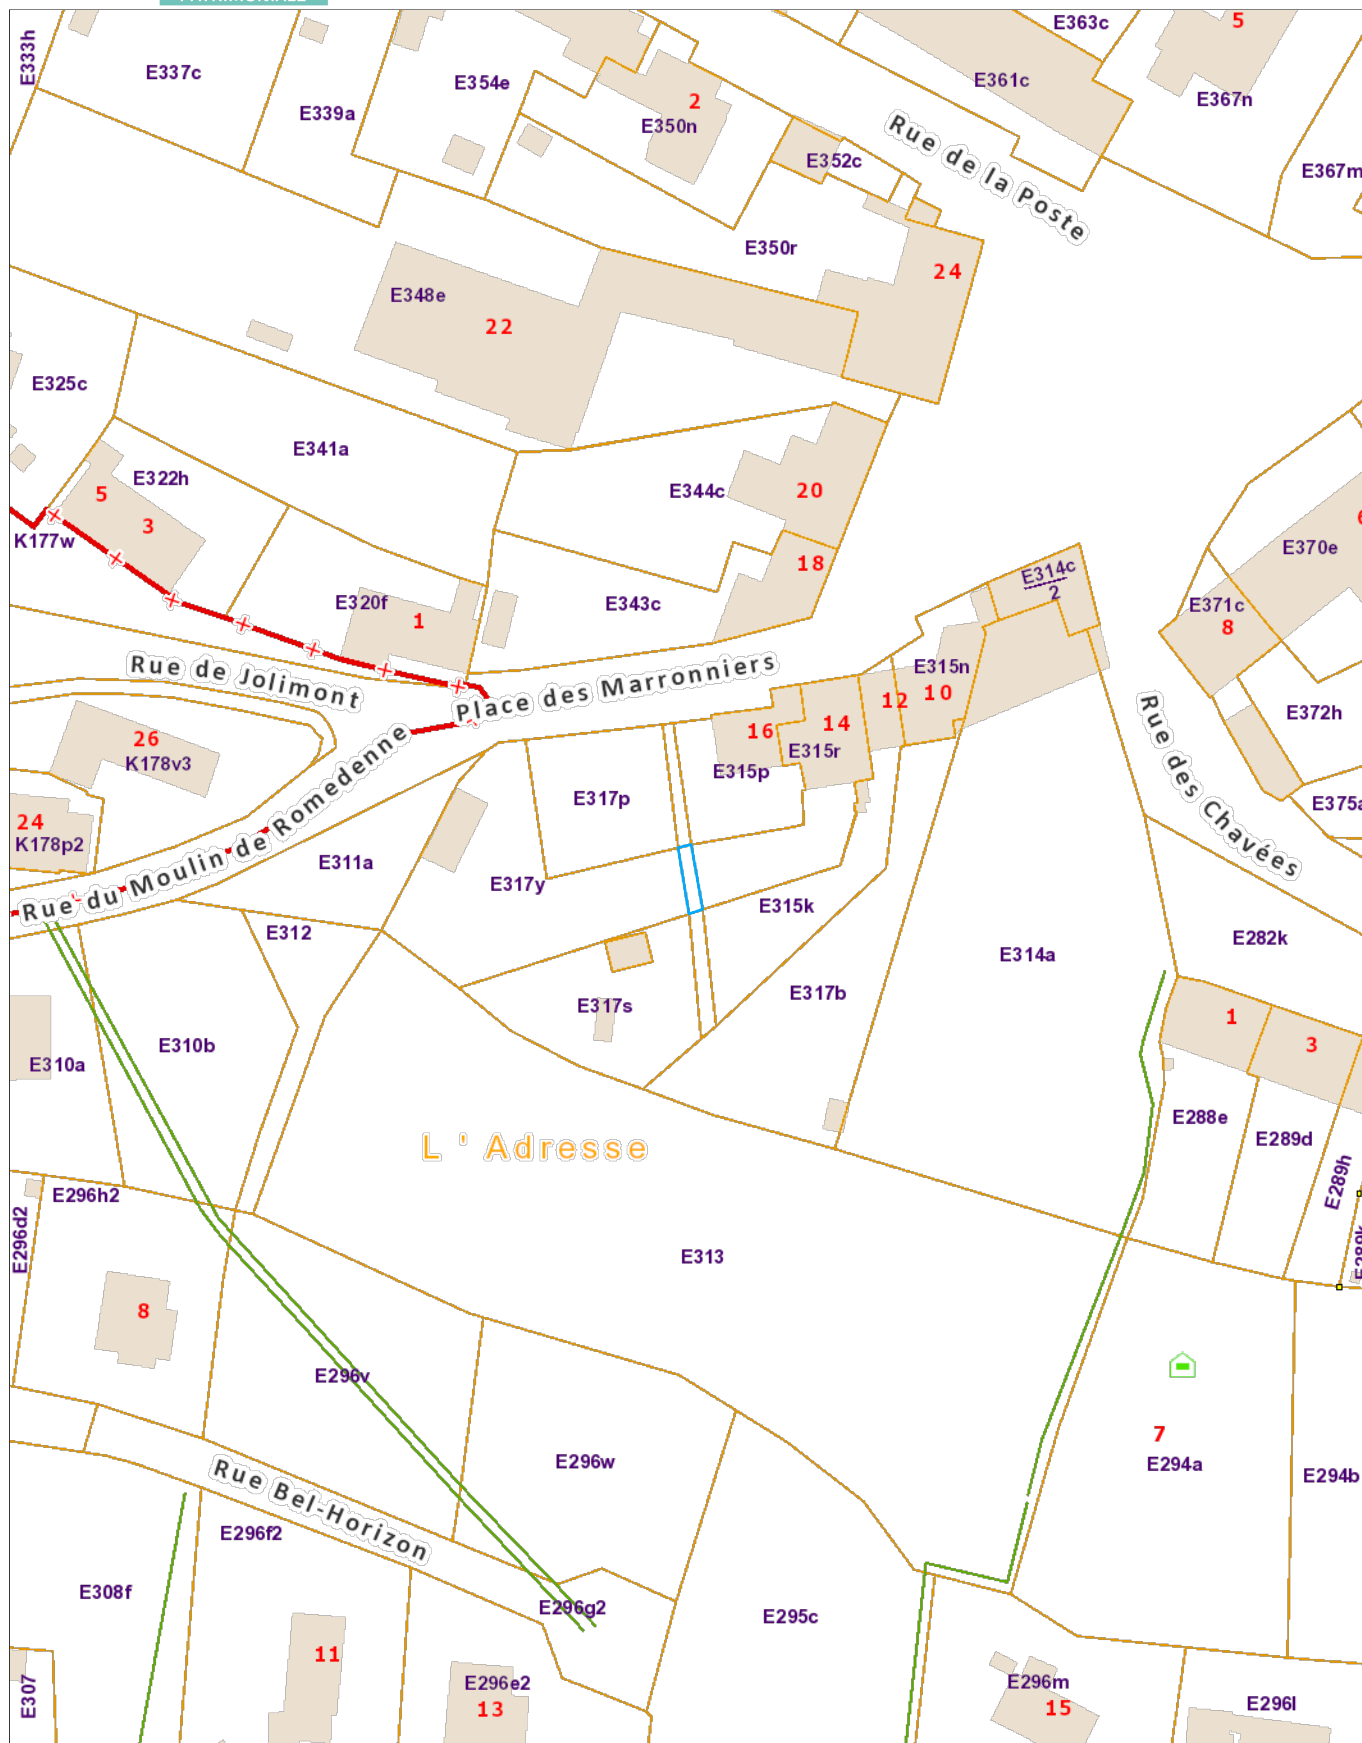 E333h
E337c
E339a
E354e
2
E350n
E363c
5
E361c
E367n
E352c
Rue de la Poste
E367m
E350r
24
E348e
22
E325c
E341a
E344c
20
E322h
5
3
K177w
18
E370e
E314c
2
E320f
1
E343c
E371c
8
Rue de Jolimont
Place des Marronniers
E315n
12
10
16
14
E315r
E315p
26
K178v3
E372h
Rue des Chavées
E317p
24
K178p2
E311a
Rue du Moulin de Romedenne
E317y
E315k
E375a
E312
E314a
E282k
E317s
E317b
1
3
E310b
E310a
E288e
E289d
E289h
L ' Adresse
E296h2
E296d2
E313
8
E296v
7
E294a
E294b
E296w
Rue Bel-Horizon
E296f2
E308f
E296g2
E295c
11
E307
E296e2
13
E296m
15
E296l